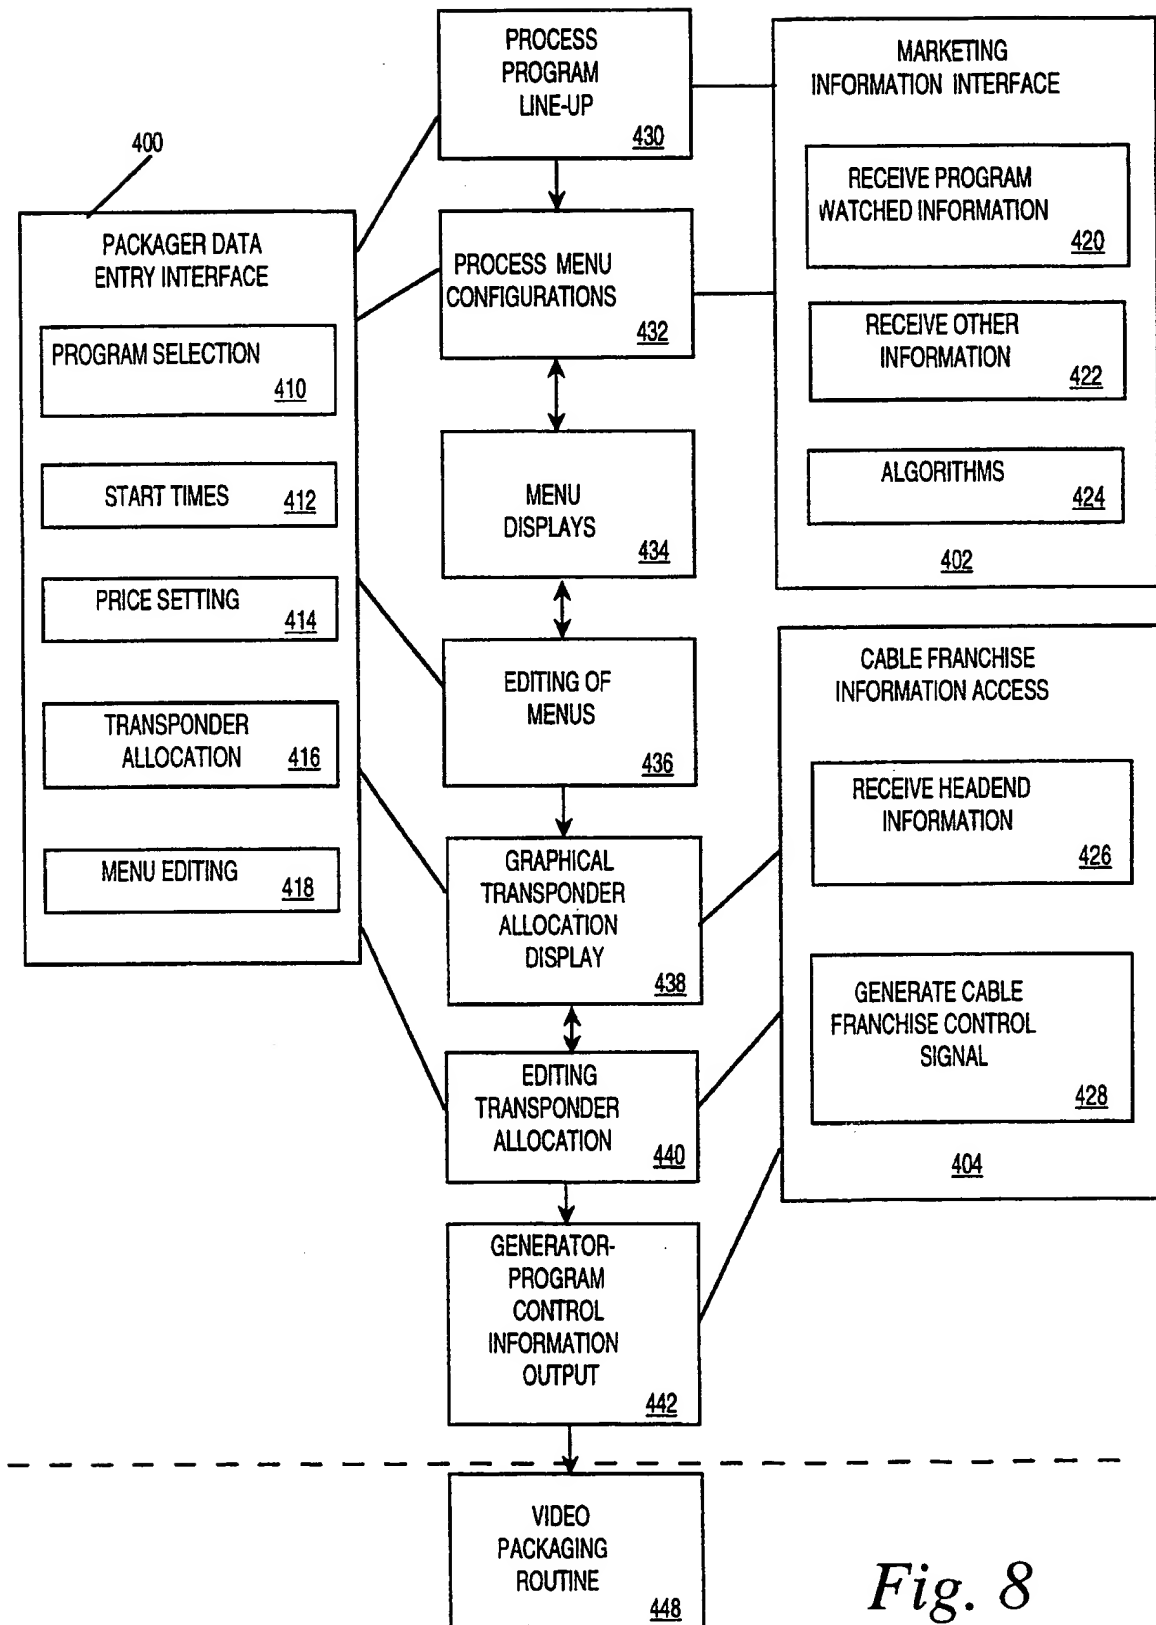 400
PACKAGER DATA
ENTRY INTERFACE
PROGRAM SELECTION
410
START TIMES
412
PRICE SETTING
414
TRANSPONDER
ALLOCATION
416
MENU EDITING
418
PROCESS
PROGRAM
LINE-UP
430
PROCESS MENU
CONFIGURATIONS
432
MENU
DISPLAYS
434
EDITING OF
MENUS
436
GRAPHICAL
TRANSPONDER
ALLOCATION
DISPLAY
438
EDITING
TRANSPONDER
ALLOCATION
440
GENERATOR-
PROGRAM
CONTROL
INFORMATION
OUTPUT
442
VIDEO
PACKAGING
ROUTINE
448
MARKETING
INFORMATION INTERFACE
RECEIVE PROGRAM
WATCHED INFORMATION
420
RECEIVE OTHER
INFORMATION
422
ALGORITHMS
424
402
CABLE FRANCHISE
INFORMATION ACCESS
RECEIVE HEADEND
INFORMATION
426
GENERATE CABLE
FRANCHISE CONTROL
SIGNAL
428
404
Fig. 8